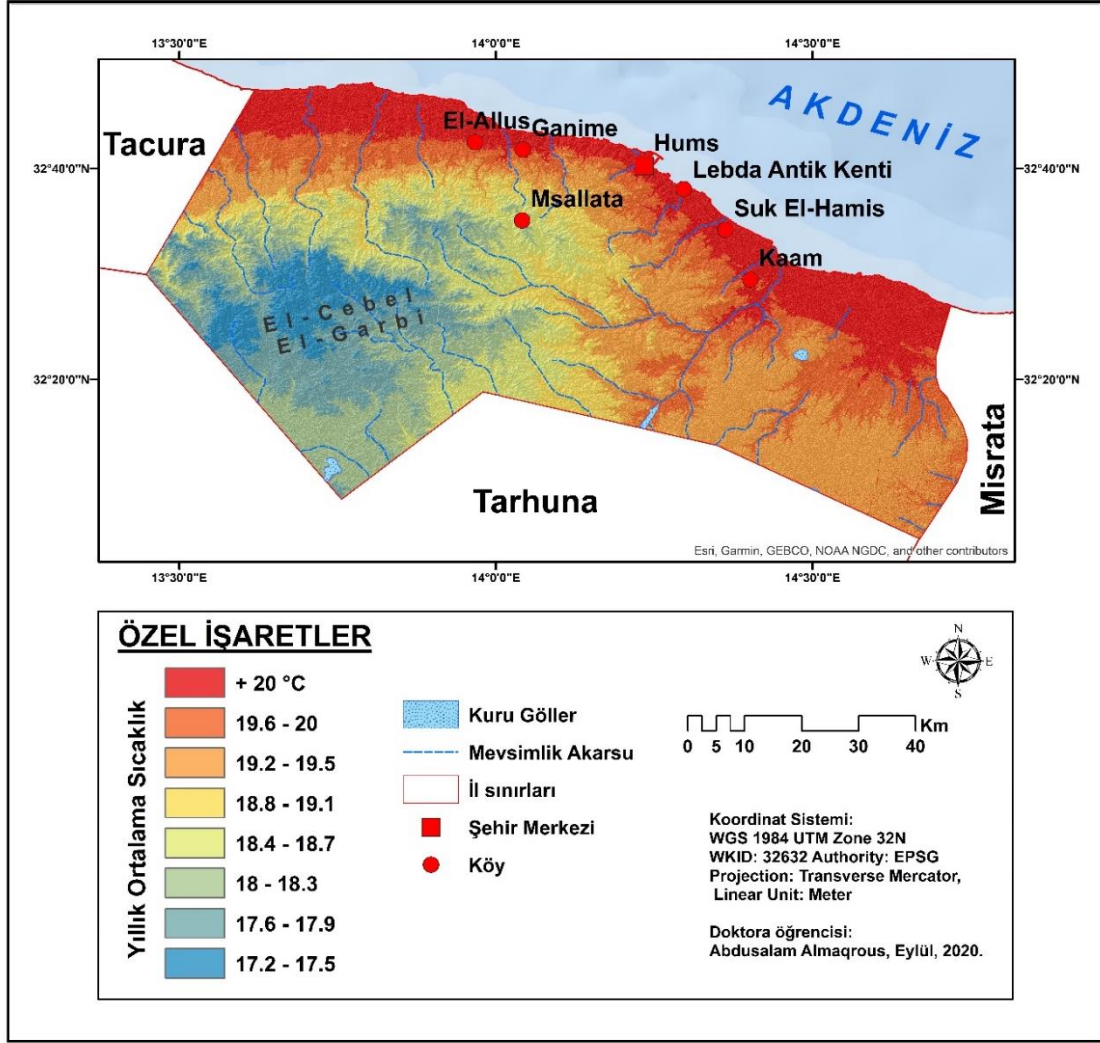 13°30'0"E 14°0'0"E 14°30'0"E
AKDENİZ
Tacura
El-Allus
Ganime
Hums
32°40'0"N
32°40'0"N
Lebda Antik Kenti
Msallata
Suk El-Hamis
Kaam
El-Cebel
El-Garbi
32°20'0"N
32°20'0"N
Misrata
Tarhuna
Esri, Garmin, GEBCO, NOAA NGDC, and other contributors
13°30'0"E 14°0'0"E 14°30'0"E
ÖZEL İŞARETLER
Yıllık Ortalama Sıcaklık
+ 20 °C
19.6 - 20
19.2 - 19.5
18.8 - 19.1
18.4 - 18.7
18 - 18.3
17.6 - 17.9
17.2 - 17.5
Kuru Göller
Mevsimlik Akarsu
İl sınırları
Şehir Merkezi
Köy
N
W E
S
Km
0 5 10 20 30 40
Koordinat Sistemi:
WGS 1984 UTM Zone 32N
WKID: 32632 Authority: EPSG
Projection: Transverse Mercator,
Linear Unit: Meter
Doktora öğrencisi:
Abdusalam Almaqrous, Eylül, 2020.